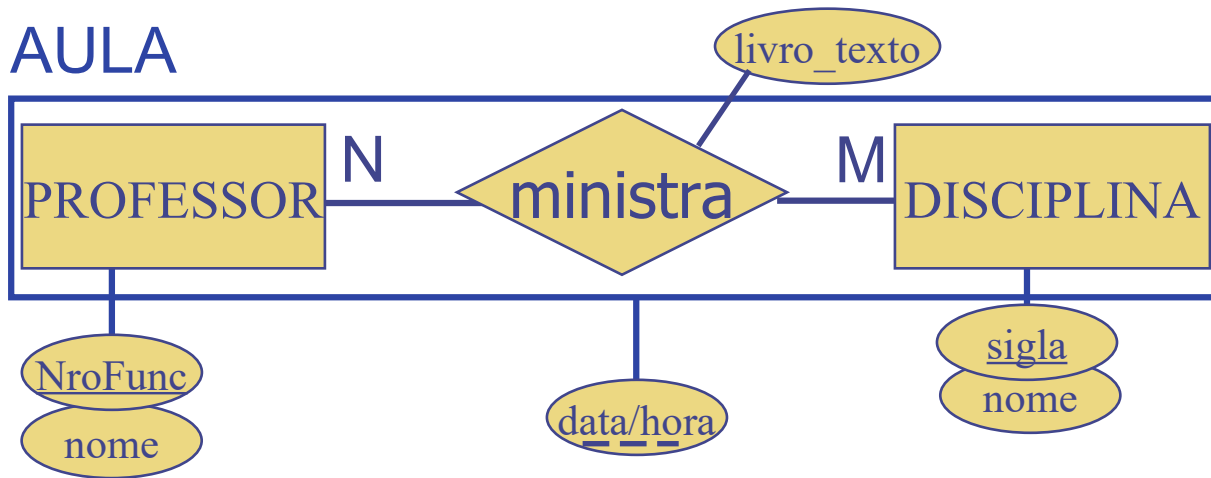 AULA
livro_texto
PROFESSOR
N
ministra
M
DISCIPLINA
NroFunc
nome
data/hora
sigla
nome